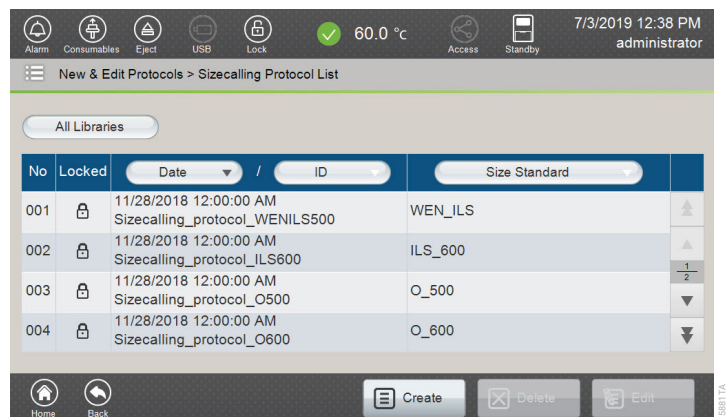 Alarm Consumables Eject USB Lock 60.0 °c Access Standby 7/3/2019 12:38 PM
administrator
New & Edit Protocols > Sizecalling Protocol List
All Libraries
No Locked Date / ID Size Standard
001 11/28/2018 12:00:00 AM WEN_ILS
Sizecalling_protocol_WENILS500
002 11/28/2018 12:00:00 AM ILS_600
Sizecalling_protocol_ILS600
003 11/28/2018 12:00:00 AM O_500
Sizecalling_protocol_O500
004 11/28/2018 12:00:00 AM O_600
Sizecalling_protocol_O600
1
2
Home Back Create Delete Edit